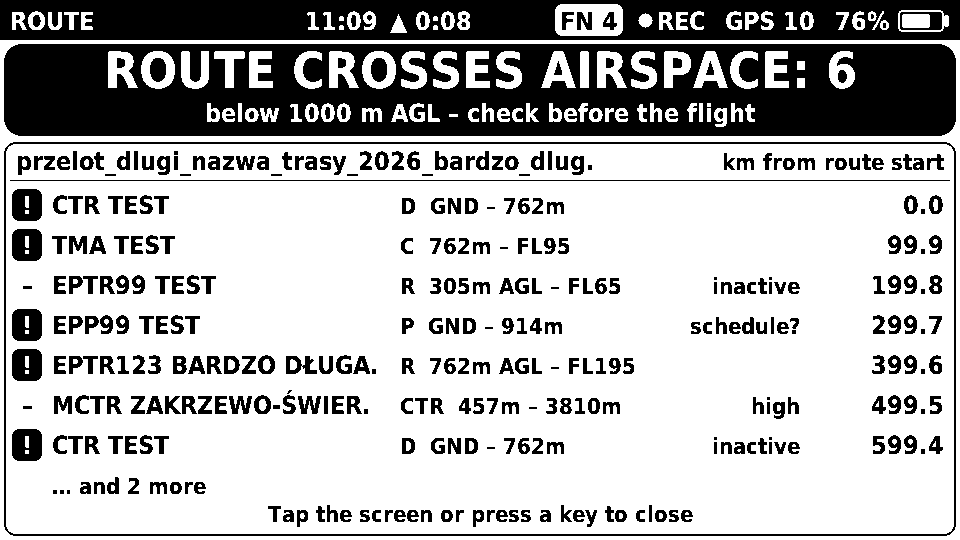 ROUTE 11:09 ▲ 0:08 FN 4 ●REC GPS 10 76%
ROUTE CROSSES AIRSPACE: 6
below 1000 m AGL – check before the flight
przelot_dlugi_nazwa_trasy_2026_bardzo_dlug. km from route start
! CTR TEST D GND – 762m 0.0
! TMA TEST C 762m – FL95 99.9
– EPTR99 TEST R 305m AGL – FL65 inactive 199.8
! EPP99 TEST P GND – 914m schedule? 299.7
! EPTR123 BARDZO DŁUGA. R 762m AGL – FL195 399.6
– MCTR ZAKRZEWO-ŚWIER. CTR 457m – 3810m high 499.5
! CTR TEST D GND – 762m inactive 599.4
... and 2 more
Tap the screen or press a key to close